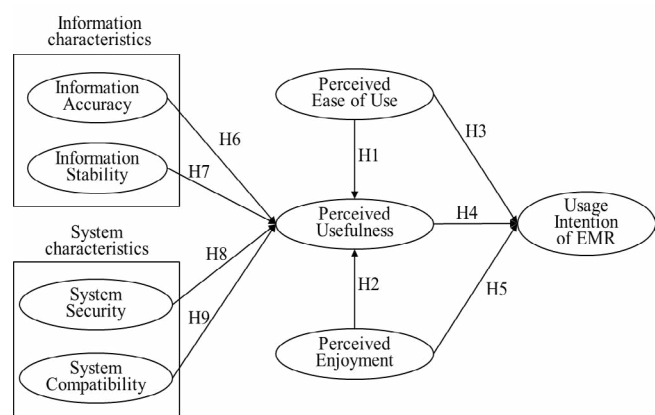 Information
characteristics
Information
Accuracy
Information
Stability
System
characteristics
System
Security
System
Compatibility
H6
H7
H8
H9
Perceived
Ease of Use
H1
Perceived
Usefulness
H2
Perceived
Enjoyment
H3
H4
H5
Usage
Intention
of EMR